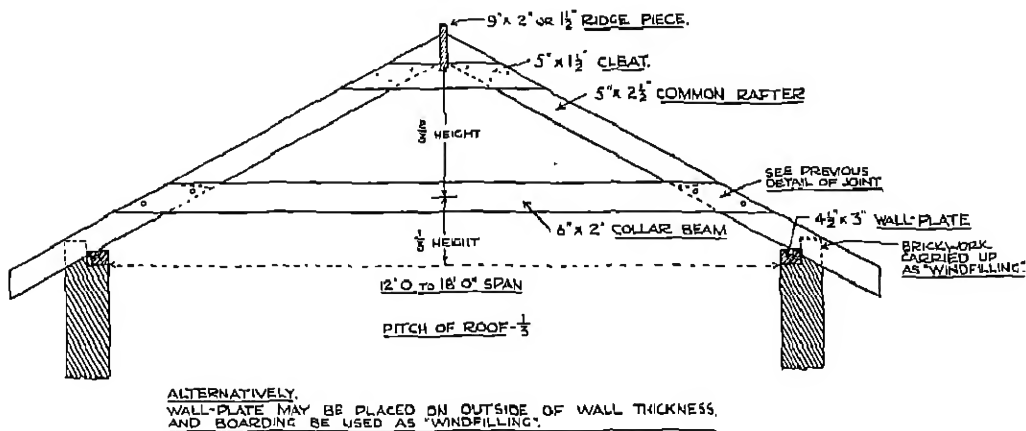 9" x 2" OR 1½" RIDGE PIECE.
5" x 1½" CLEAT.
5" x 2½" COMMON RAFTER
⅔ HEIGHT
SEE PREVIOUS
DETAIL OF JOINT
4½" x 3" WALL-PLATE
6" x 2" COLLAR BEAM
⅓ HEIGHT
BRICKWORK
CARRIED UP
AS "WINDFILLING".
12' 0 TO 18' 0" SPAN
PITCH OF ROOF - ⅓
ALTERNATIVELY.
WALL-PLATE MAY BE PLACED ON OUTSIDE OF WALL THICKNESS,
AND BOARDING BE USED AS "WINDFILLING".